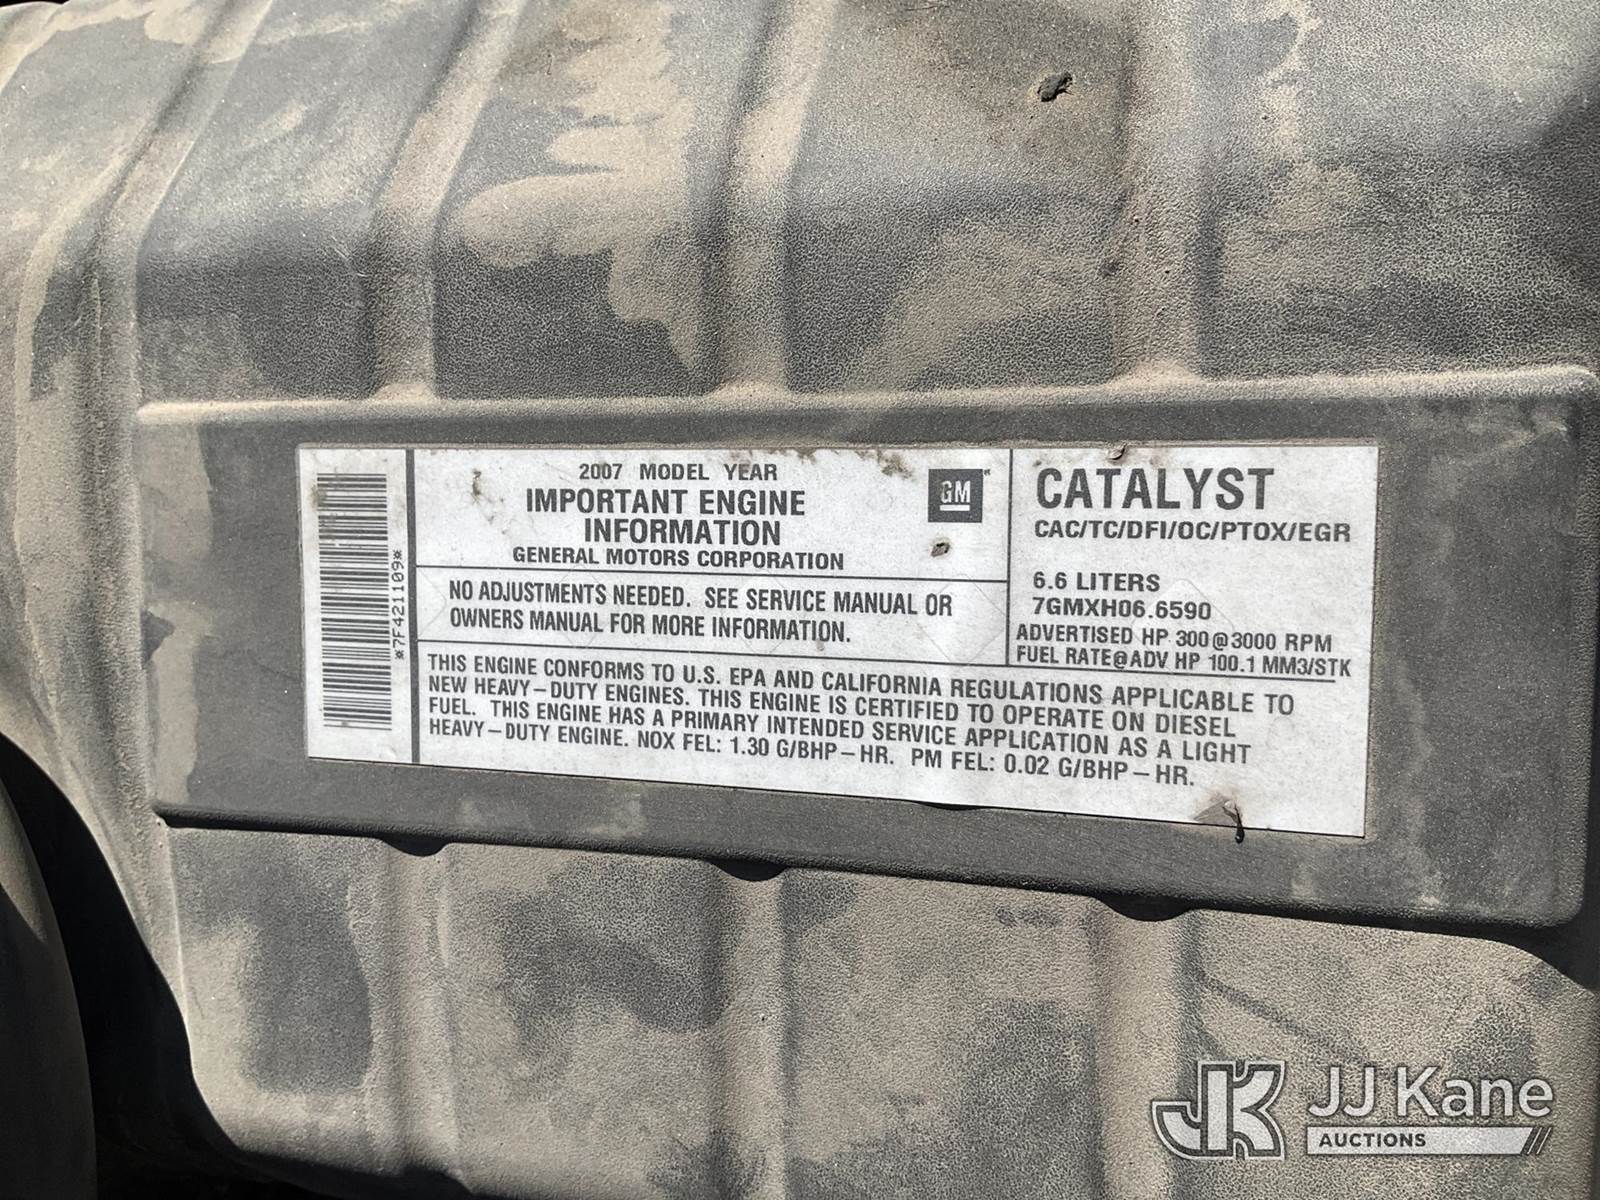 *7F421109*
2007 MODEL YEAR
IMPORTANT ENGINE
INFORMATION
GENERAL MOTORS CORPORATION
GM
NO ADJUSTMENTS NEEDED. SEE SERVICE MANUAL OR
OWNERS MANUAL FOR MORE INFORMATION.
CATALYST
CAC/TC/DFI/OC/PTOX/EGR
6.6 LITERS
7GMXH06.6590
ADVERTISED HP 300@3000 RPM
FUEL RATE@ADV HP 100.1 MM3/STK
THIS ENGINE CONFORMS TO U.S. EPA AND CALIFORNIA REGULATIONS APPLICABLE TO
NEW HEAVY-DUTY ENGINES. THIS ENGINE IS CERTIFIED TO OPERATE ON DIESEL
FUEL. THIS ENGINE HAS A PRIMARY INTENDED SERVICE APPLICATION AS A LIGHT
HEAVY-DUTY ENGINE. NOX FEL: 1.30 G/BHP-HR. PM FEL: 0.02 G/BHP-HR.
JK
JJ Kane
AUCTIONS